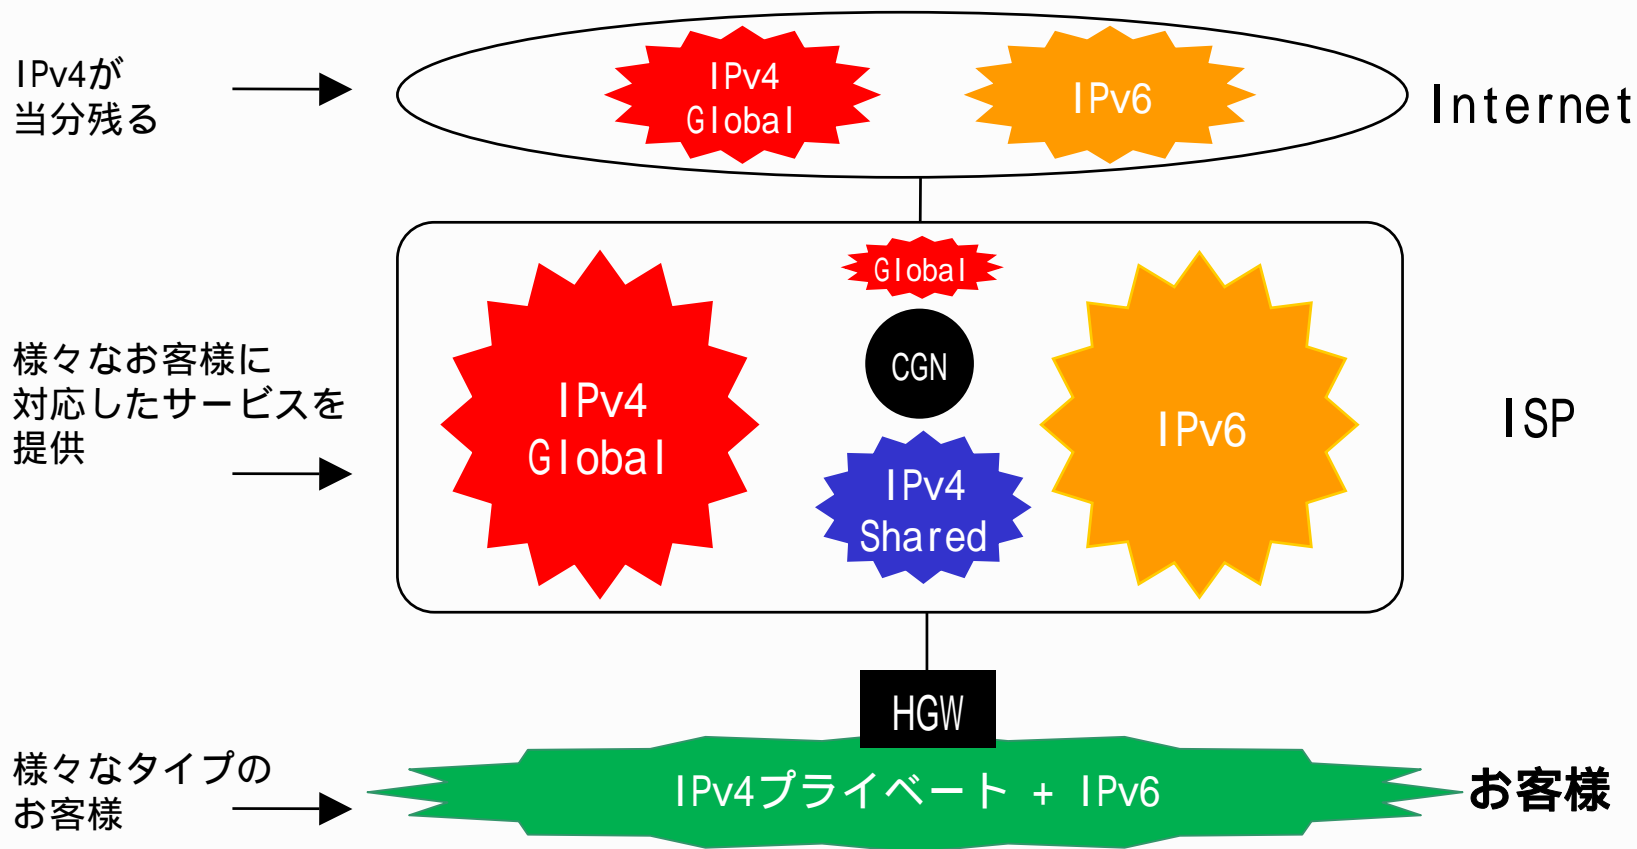 IPv4が
当分残る
IPv4
Global
IPv6
Internet
Global
CGN
様々なお客様に
対応したサービスを
提供
IPv4
Global
IPv4
Shared
IPv6
ISP
HGW
様々なタイプの
お客様
IPv4プライベート + IPv6
お客様